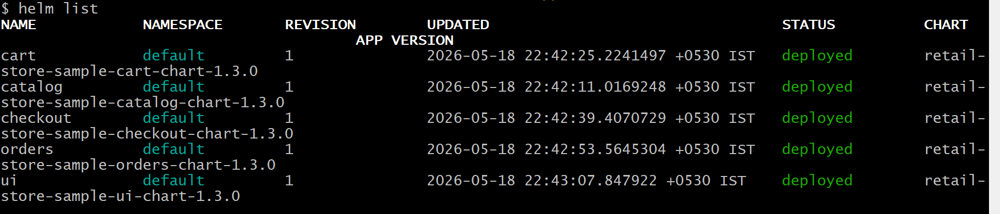 $ helm list
NAME NAMESPACE REVISION UPDATED STATUS CHART
APP VERSION
cart default 1 2026-05-18 22:42:25.2241497 +0530 IST deployed retail-
store-sample-cart-chart-1.3.0
catalog default 1 2026-05-18 22:42:11.0169248 +0530 IST deployed retail-
store-sample-catalog-chart-1.3.0
checkout default 1 2026-05-18 22:42:39.4070729 +0530 IST deployed retail-
store-sample-checkout-chart-1.3.0
orders default 1 2026-05-18 22:42:53.5645304 +0530 IST deployed retail-
store-sample-orders-chart-1.3.0
ui default 1 2026-05-18 22:43:07.847922 +0530 IST deployed retail-
store-sample-ui-chart-1.3.0